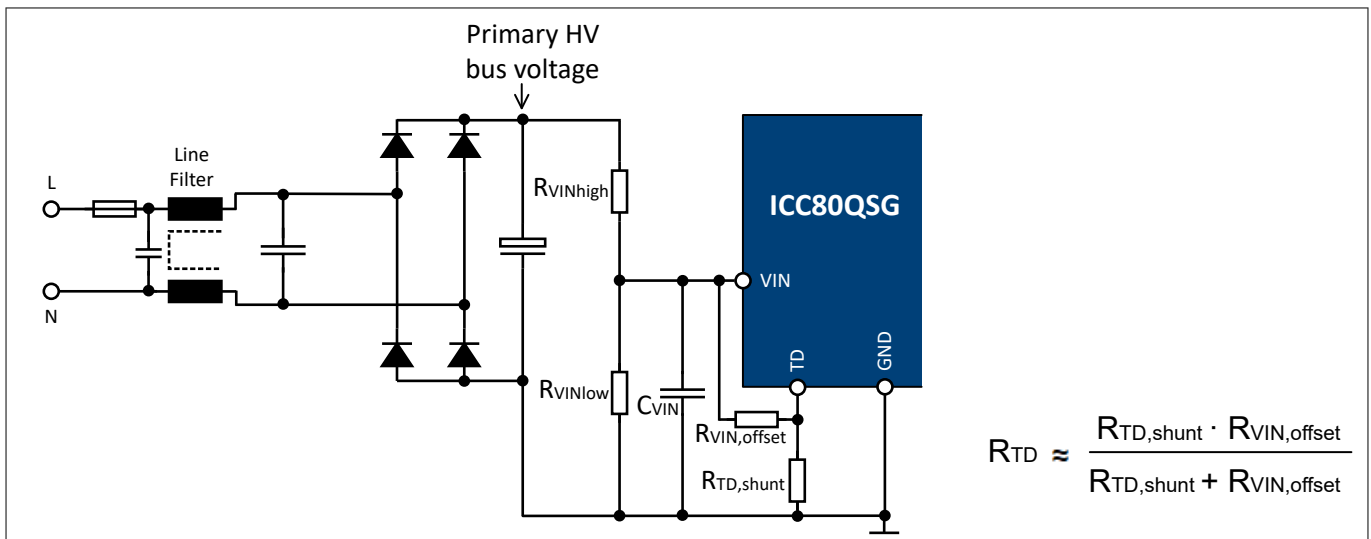 Primary HV
bus voltage
Line
Filter
L
N
RVINhigh
ICC80QSG
VIN
TD
GND
RVINlow
CVIN
RVIN,offset
RTD,shunt
RTD ≈ RTD,shunt · RVIN,offset
RTD,shunt + RVIN,offset